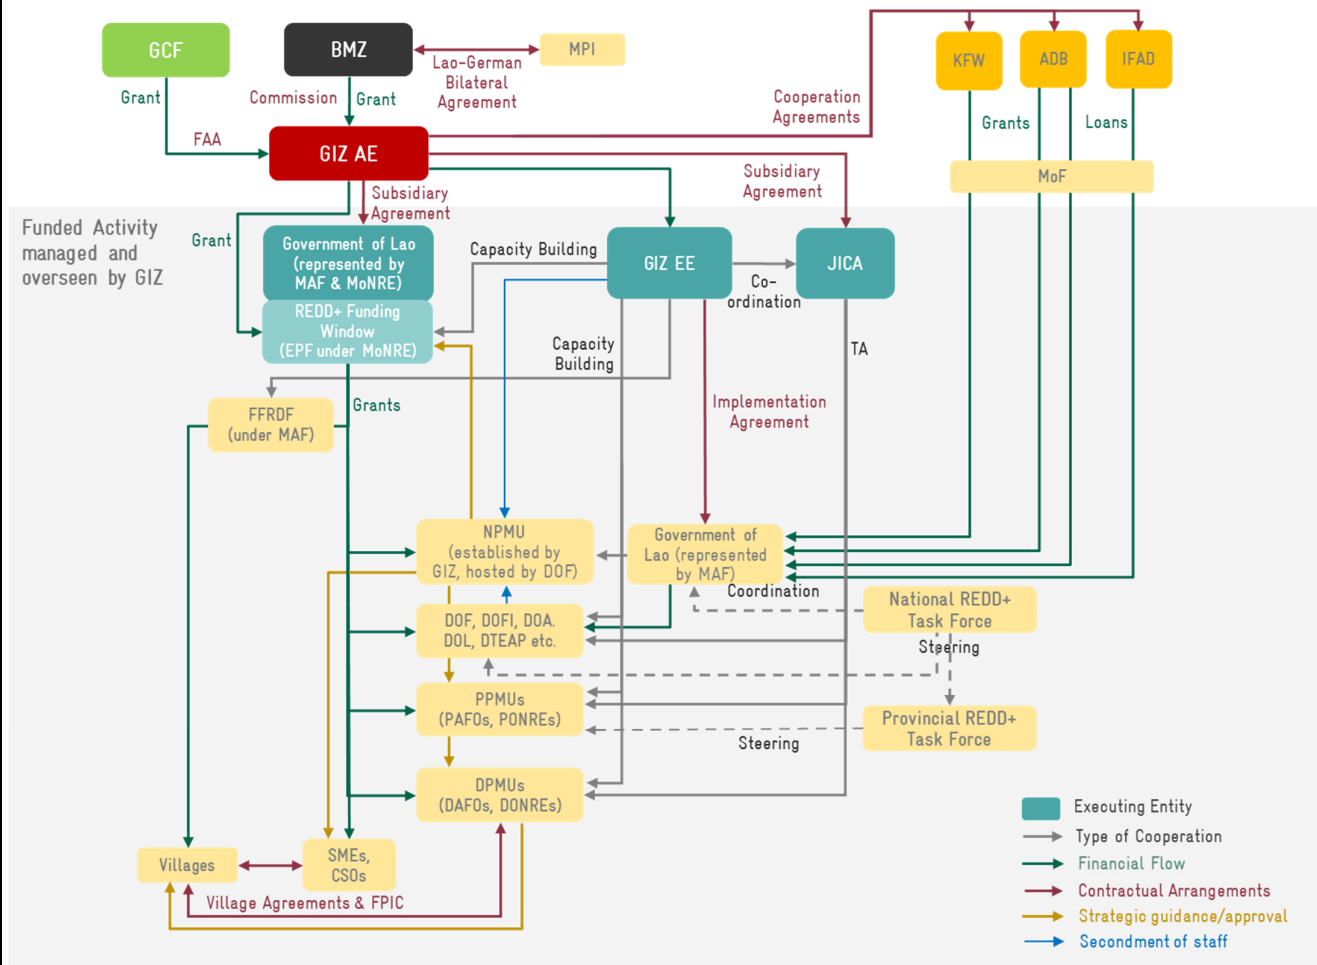 GCF
BMZ
MPI
KFW
ADB
IFAD
Lao-German
Bilateral
Agreement
Grant
Commission
Grant
Cooperation
Agreements
Grants
Loans
FAA
GIZ AE
MoF
Subsidiary
Agreement
Subsidiary
Agreement
Funded Activity
managed and
overseen by GIZ
Grant
Government of Lao
(represented by
MAF & MoNRE)
Capacity Building
GIZ EE
Co-
ordination
JICA
REDD+ Funding
Window
(EPF under MoNRE)
Capacity
Building
TA
Grants
FFRDF
(under MAF)
Implementation
Agreement
NPMU
(established by
GIZ, hosted by DOF)
Government of
Lao (represented
by MAF)
Coordination
National REDD+
Task Force
DOF, DOFI, DOA.
DOL, DTEAP etc.
Steering
PPMUs
(PAFOs, PONREs)
Provincial REDD+
Task Force
Steering
DPMUs
(DAFOs, DONREs)
Villages
SMEs,
CSOs
Village Agreements & FPIC
Executing Entity
Type of Cooperation
Financial Flow
Contractual Arrangements
Strategic guidance/approval
Secondment of staff